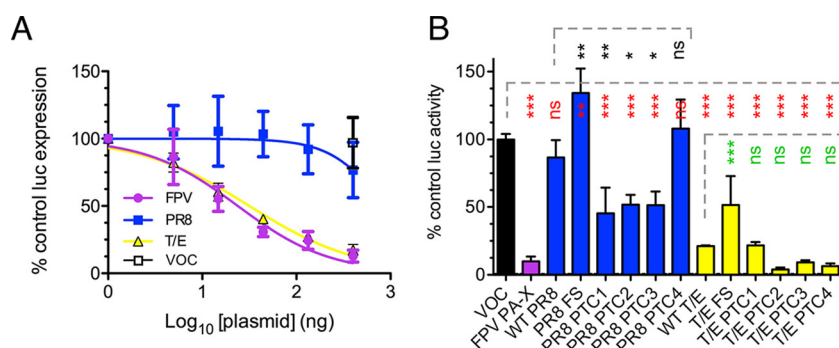 A
% control luc expression
150
100
50
0
FPV
PR8
T/E
VOC
0
1
2
3
Log10 [plasmid] (ng)
B
% control luc activity
150
100
50
0
** ** * * ns
*** ns ** *** *** *** ns *** *** *** *** *** ***
*** ns ns ns ns
VOC
FPV PA-X
WT PR8
PR8 FS
PR8 PTC1
PR8 PTC2
PR8 PTC3
PR8 PTC4
WT T/E
T/E FS
T/E PTC1
T/E PTC2
T/E PTC3
T/E PTC4